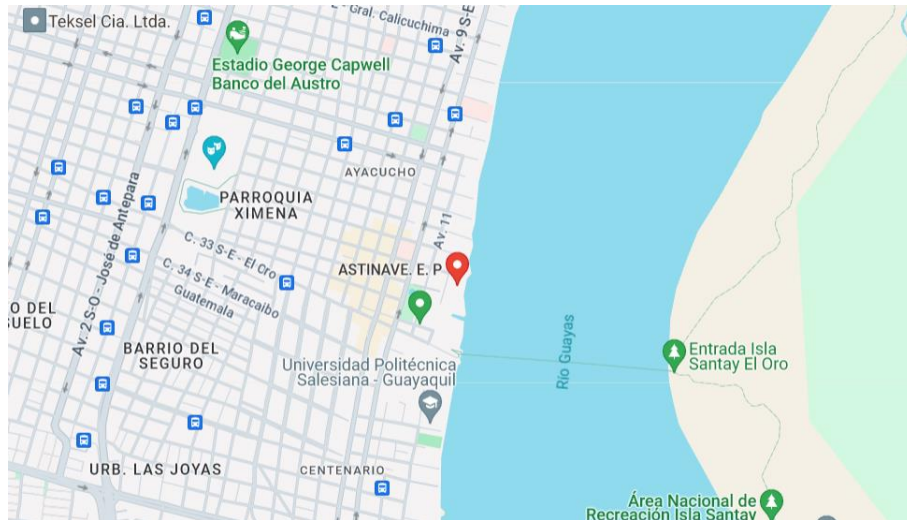 Teksel Cia. Ltda.
Gral. Calicuchima
Av. 9 S-E
Estadio George Capwell
Banco del Austro
AYACUCHO
PARROQUIA
XIMENA
Av. 11
Av. 2 S-O - José de Antepara
C. 33 S-E - El Oro
ASTINAVE. E. P
C. 34 S-E - Maracaibo
Guatemala
O DEL
SUELO
BARRIO DEL
SEGURO
Universidad Politécnica
Salesiana - Guayaquil
Río Guayas
Entrada Isla
Santay El Oro
URB. LAS JOYAS
CENTENARIO
Área Nacional de
Recreación Isla Santay